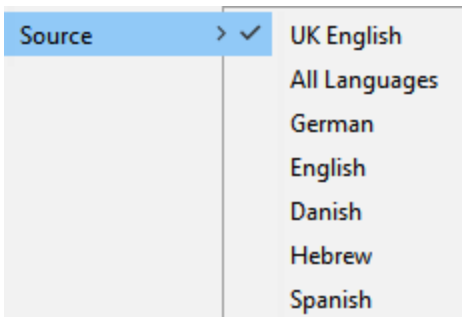 Source
UK English
All Languages
German
English
Danish
Hebrew
Spanish